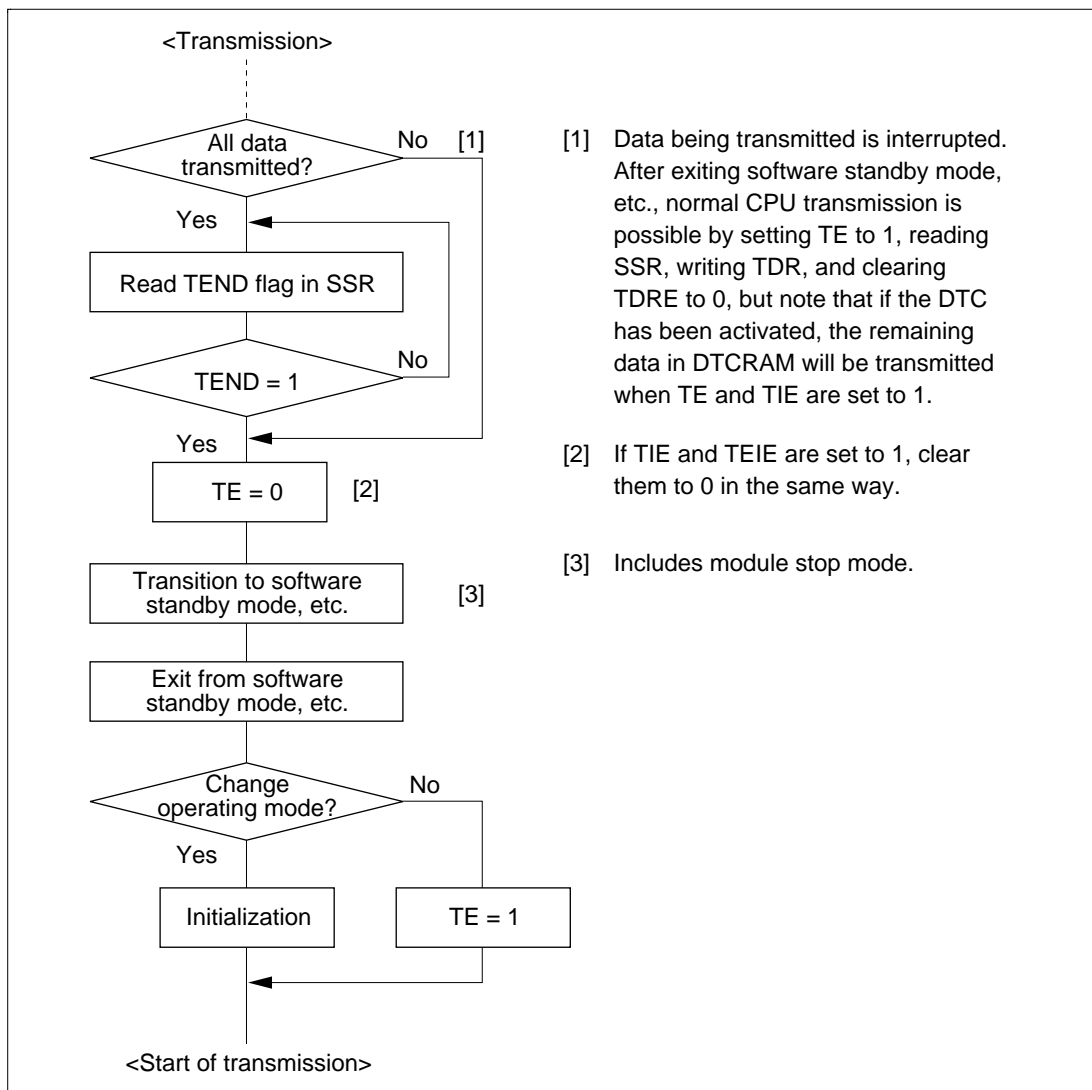 <Transmission>
All data
transmitted?
No
[1]
Yes
Read TEND flag in SSR
No
TEND = 1
Yes
TE = 0
[2]
Transition to software
standby mode, etc.
[3]
Exit from software
standby mode, etc.
Change
operating mode?
No
Yes
Initialization
TE = 1
<Start of transmission>
[1] Data being transmitted is interrupted.
After exiting software standby mode,
etc., normal CPU transmission is
possible by setting TE to 1, reading
SSR, writing TDR, and clearing
TDRE to 0, but note that if the DTC
has been activated, the remaining
data in DTCRAM will be transmitted
when TE and TIE are set to 1.
[2] If TIE and TEIE are set to 1, clear
them to 0 in the same way.
[3] Includes module stop mode.